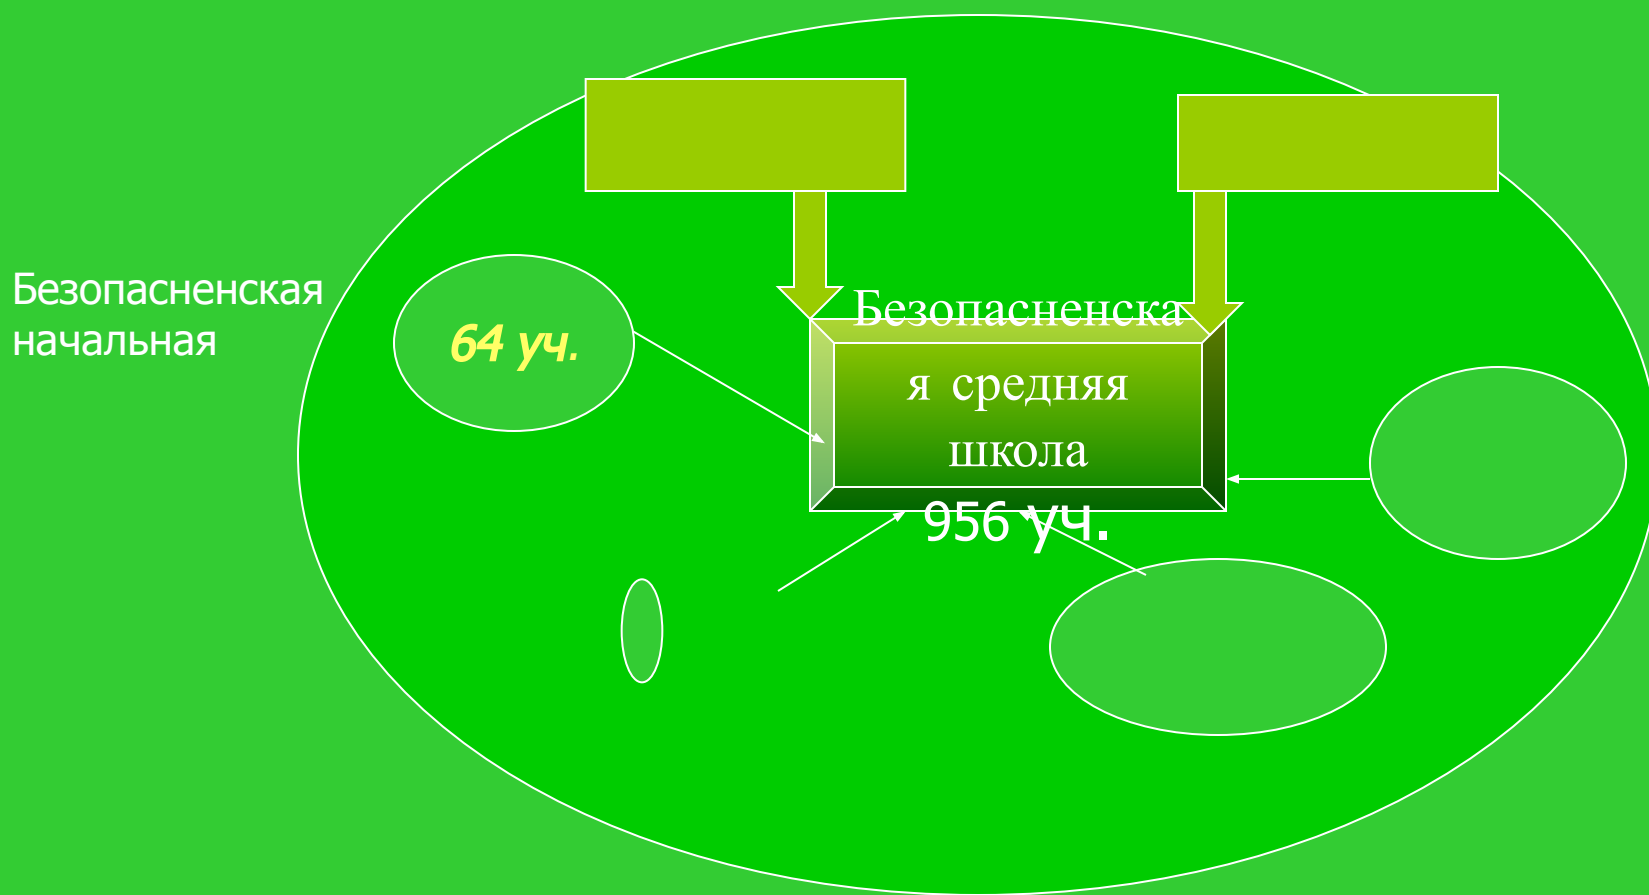 Безопасненская
начальная
64 уч.
Безопасненска
я средняя
школа
956 уч.